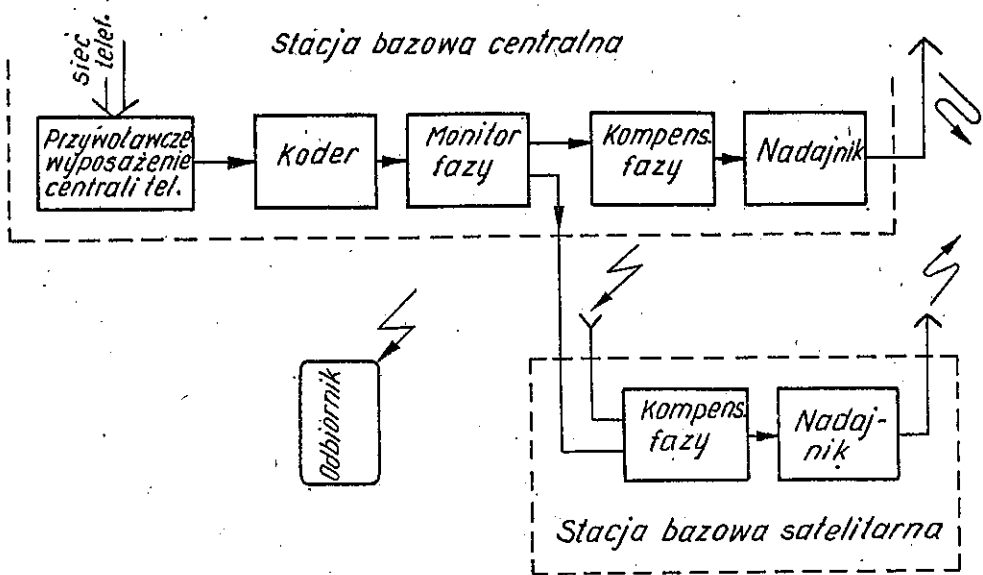 Stacja bazowa centralna
sieć
telef.
Przywoławcze
wyposażenie
centrali tel.
Koder
Monitor
fazy
Kompens.
fazy
Nadajnik
Odbiornik
Kompens.
fazy
Nadaj-
nik
Stacja bazowa satelitarna